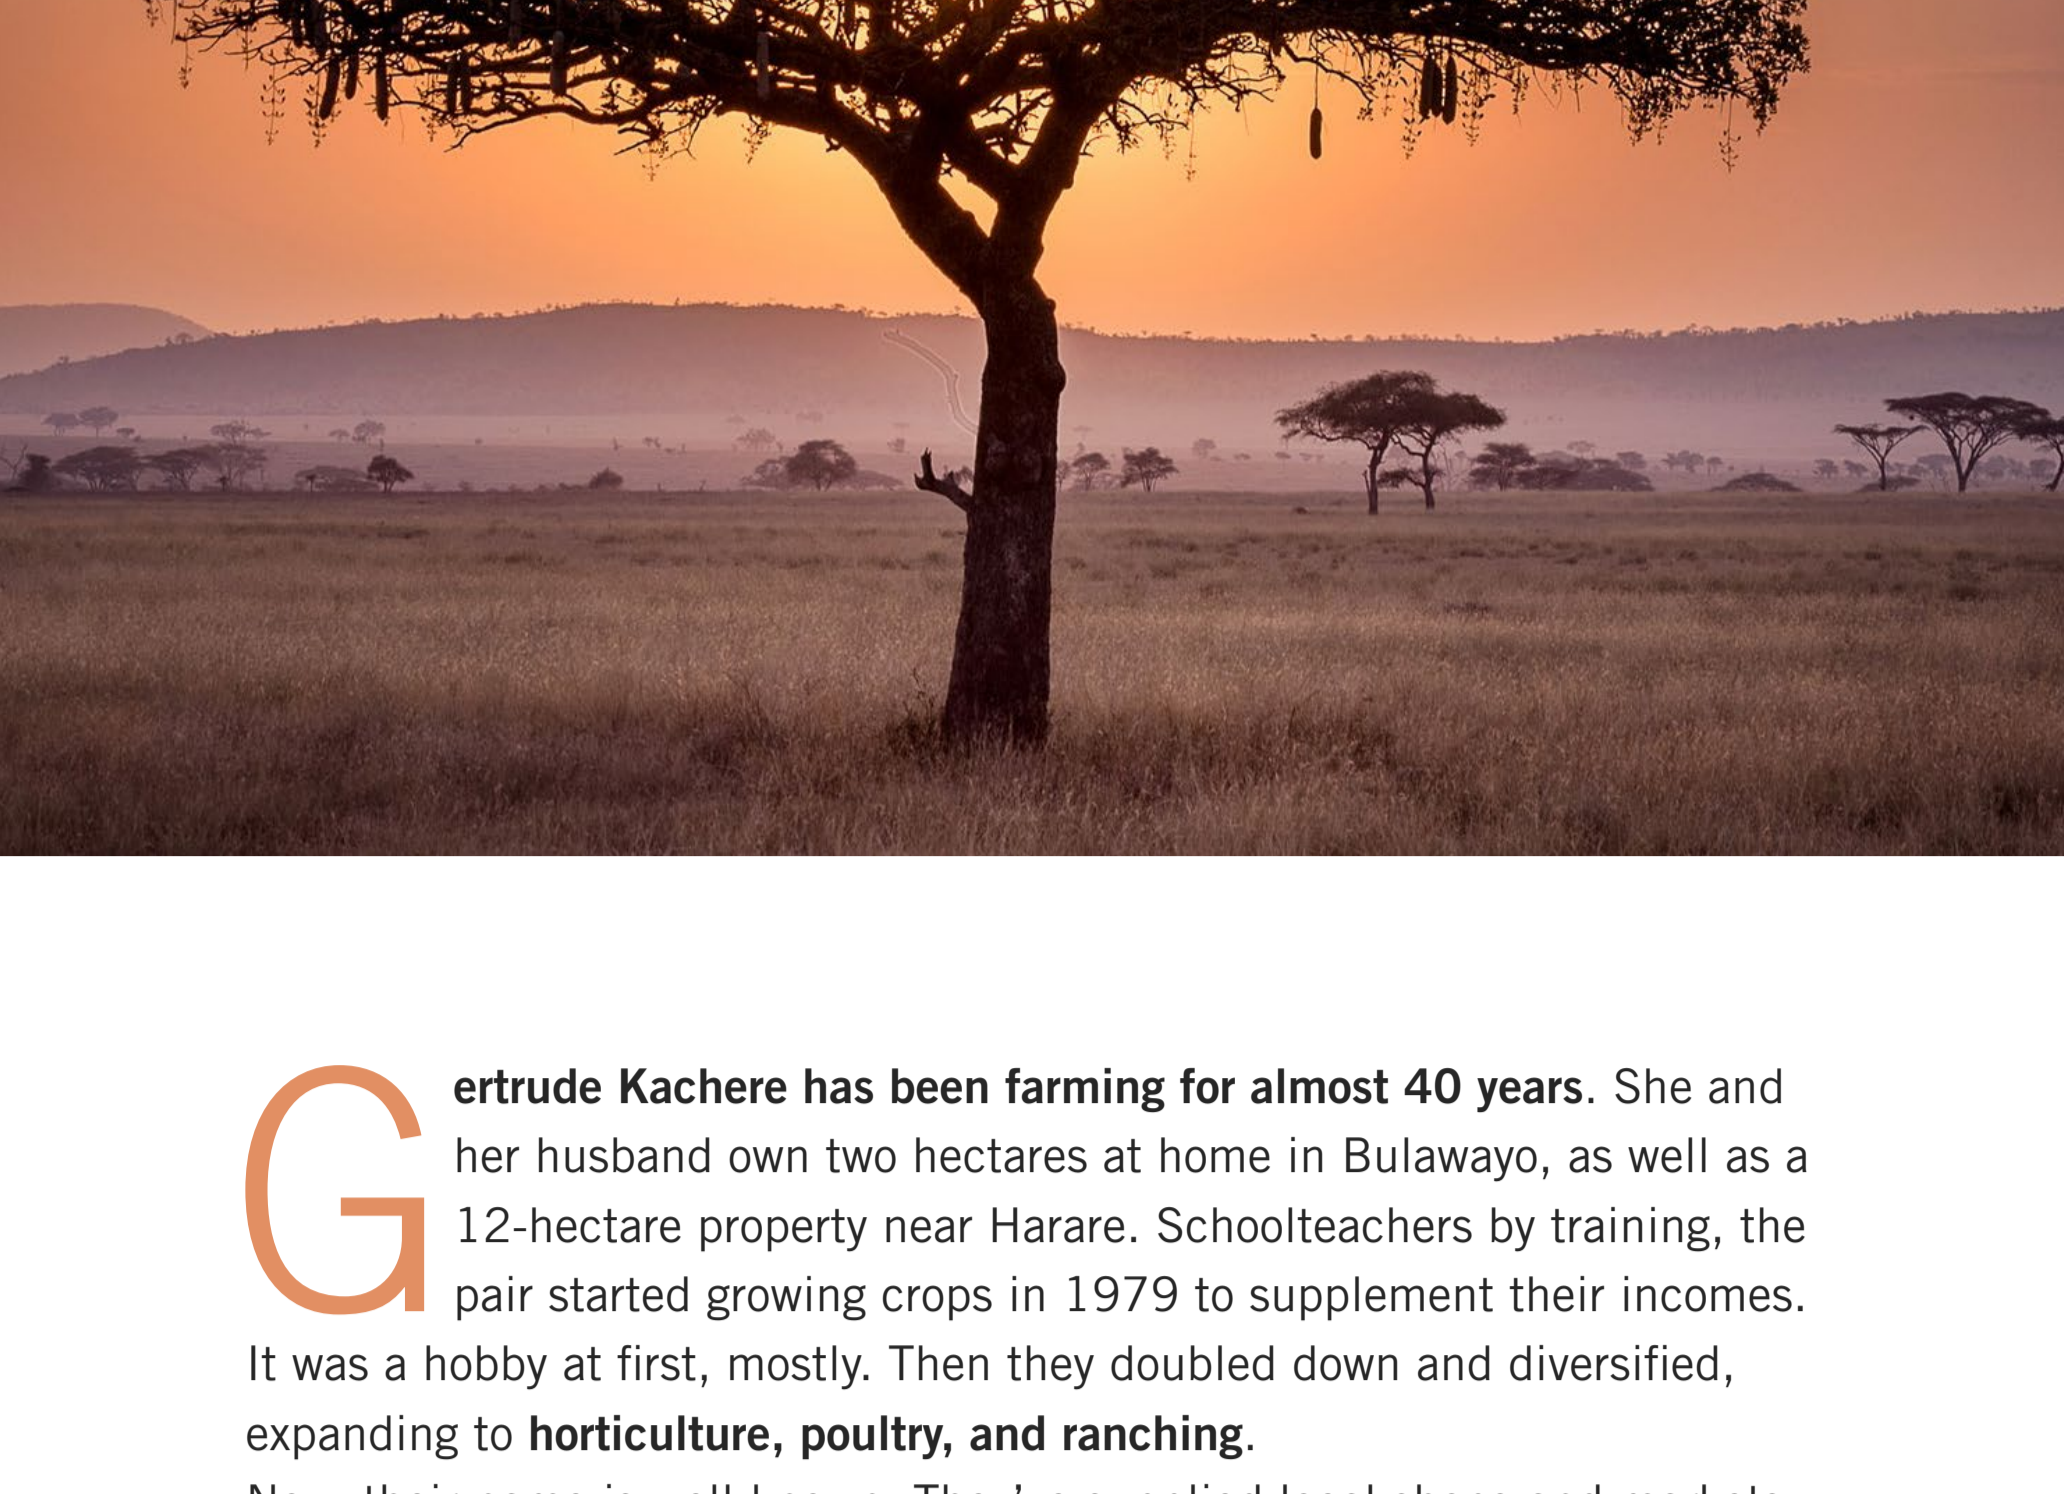 Gertrude Kachere has been farming for almost 40 years. She and
her husband own two hectares at home in Bulawayo, as well as a
12-hectare property near Harare. Schoolteachers by training, the
pair started growing crops in 1979 to supplement their incomes.
It was a hobby at first, mostly. Then they doubled down and diversified,
expanding to horticulture, poultry, and ranching.